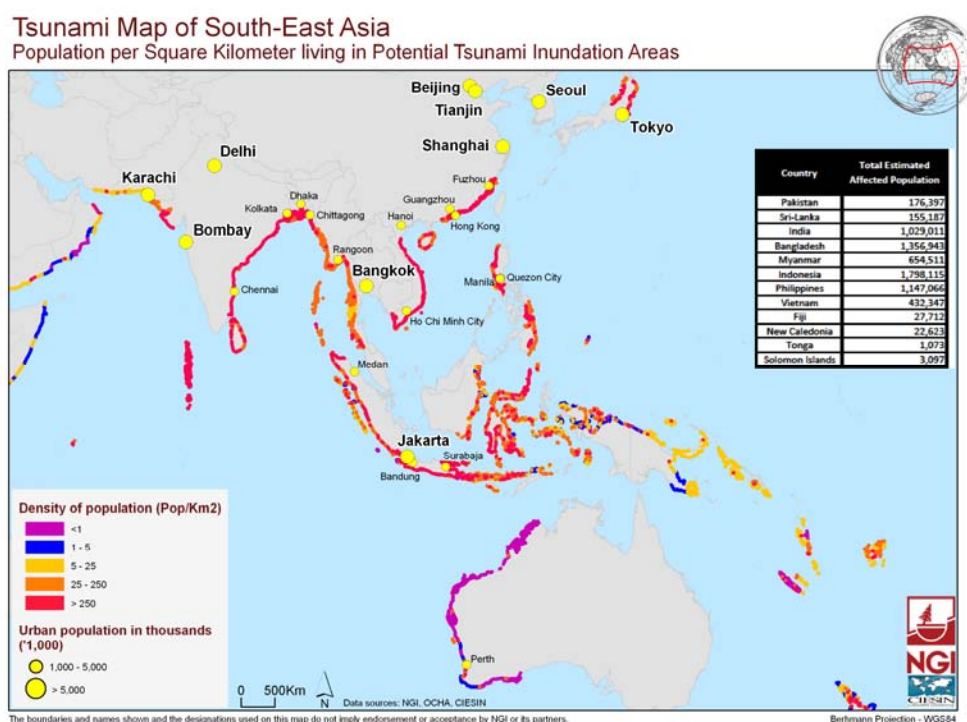 Tsunami Map of South-East Asia
Population per Square Kilometer living in Potential Tsunami Inundation Areas
Beijing
Tianjin
Seoul
Tokyo
Shanghai
Delhi
Karachi
Fuzhou
Dhaka
Kolkata
Chittagong
Guangzhou
Hanoi
Hong Kong
Bombay
Rangoon
Bangkok
Manila
Quezon City
Chennai
Ho Chi Minh City
Medan
Jakarta
Surabaja
Bandung
Perth
Country Total Estimated Affected Population
Pakistan 176,397
Sri-Lanka 155,187
India 1,029,011
Bangladesh 1,356,943
Myanmar 654,511
Indonesia 1,798,115
Philippines 1,147,066
Vietnam 432,347
Fiji 27,712
New Caledonia 22,623
Tonga 1,073
Solomon Islands 3,097
Density of population (Pop/Km2)
<1
1 - 5
5 - 25
25 - 250
> 250
Urban population in thousands
('1,000)
1,000 - 5,000
> 5,000
0 500Km
N
Data sources: NGI, OCHA, CIESIN
NGI
CIESIN
The boundaries and names shown and the designations used on this map do not imply endorsement or acceptance by NGI or its partners.
Berhmann Projection - WGS84